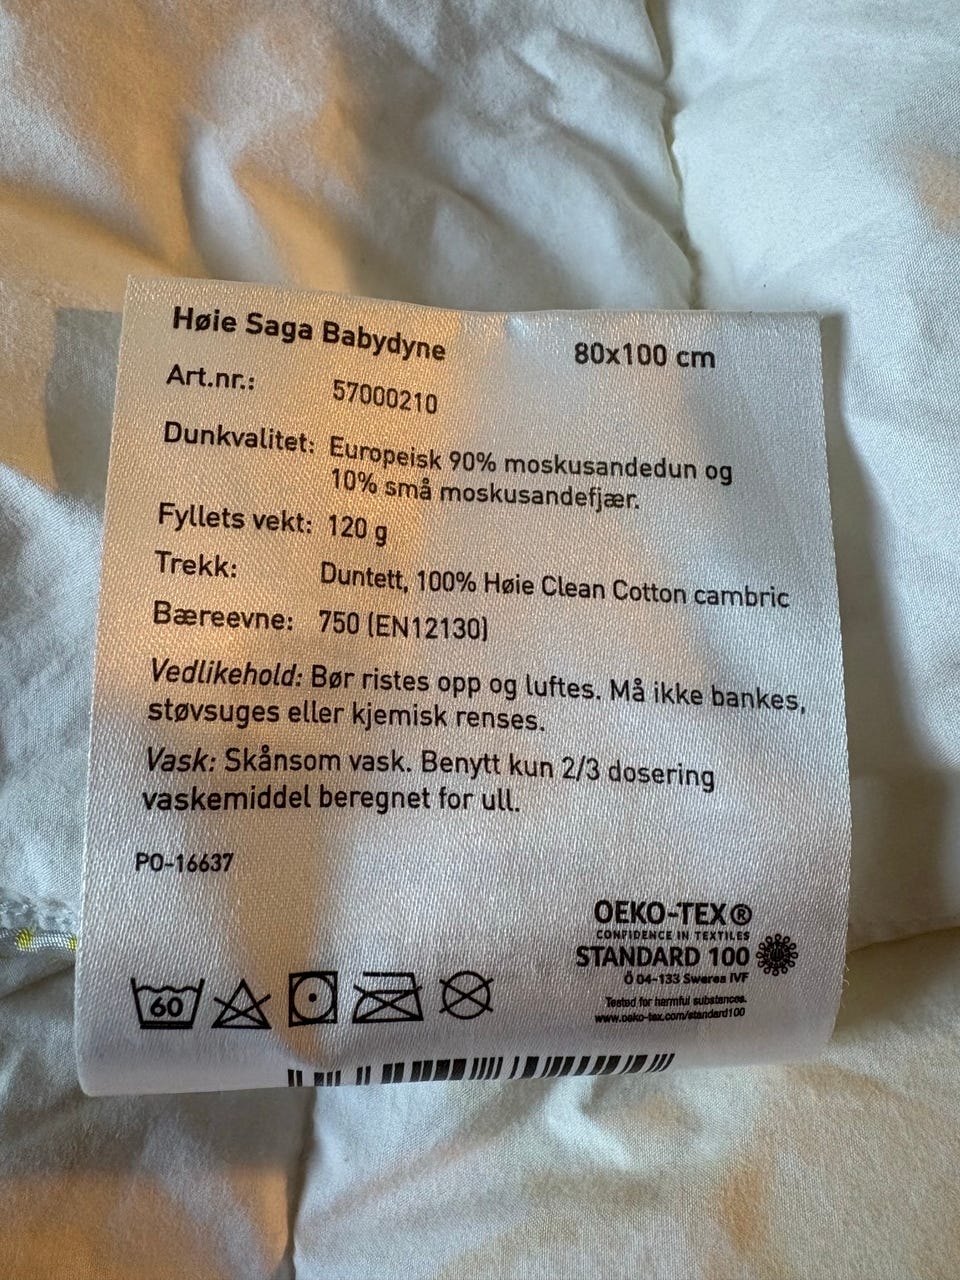 Høie Saga Babydyne 80x100 cm
Art.nr.: 57000210
Dunkvalitet: Europeisk 90% moskusandedun og
10% små moskusandefjær.
Fyllets vekt: 120 g
Trekk: Duntett, 100% Høie Clean Cotton cambric
Bæreevne: 750 (EN12130)
Vedlikehold: Bør ristes opp og luftes. Må ikke bankes,
støvsuges eller kjemisk renses.
Vask: Skånsom vask. Benytt kun 2/3 dosering
vaskemiddel beregnet for ull.
PO-16637
OEKO-TEX®
CONFIDENCE IN TEXTILES
STANDARD 100
Ö 04-133 Swerea IVF
Tested for harmful substances.
www.oeko-tex.com/standard100
60